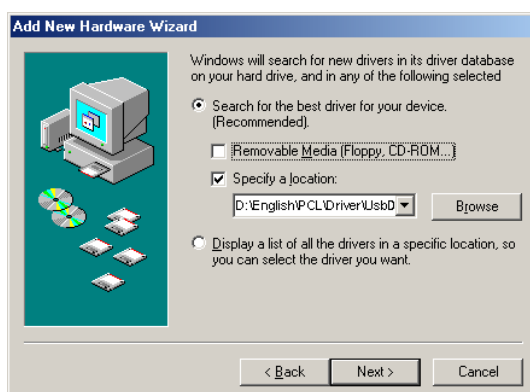 Add New Hardware Wizard
Windows will search for new drivers in its driver database
on your hard drive, and in any of the following selected
Search for the best driver for your device.
(Recommended).
Removable Media (Floppy, CD-ROM...)
Specify a location:
D:\English\PCL\Driver\UsbD
Browse
Display a list of all the drivers in a specific location, so
you can select the driver you want.
< Back
Next >
Cancel